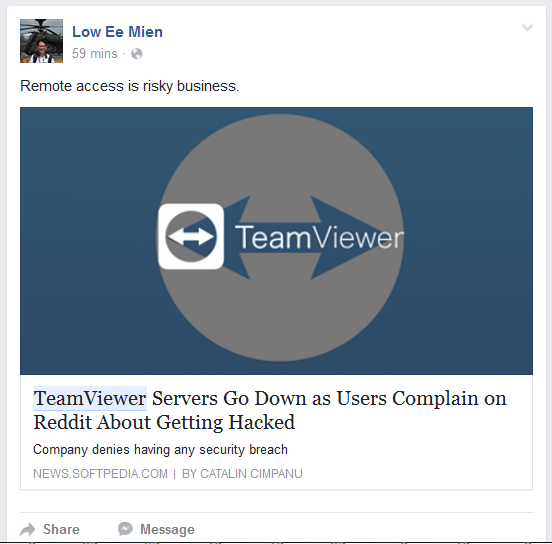 Low Ee Mien
59 mins ·
Remote access is risky business.
TeamViewer
TeamViewer Servers Go Down as Users Complain on
Reddit About Getting Hacked
Company denies having any security breach
NEWS.SOFTPEDIA.COM | BY CATALIN CIMPANU
Share Message